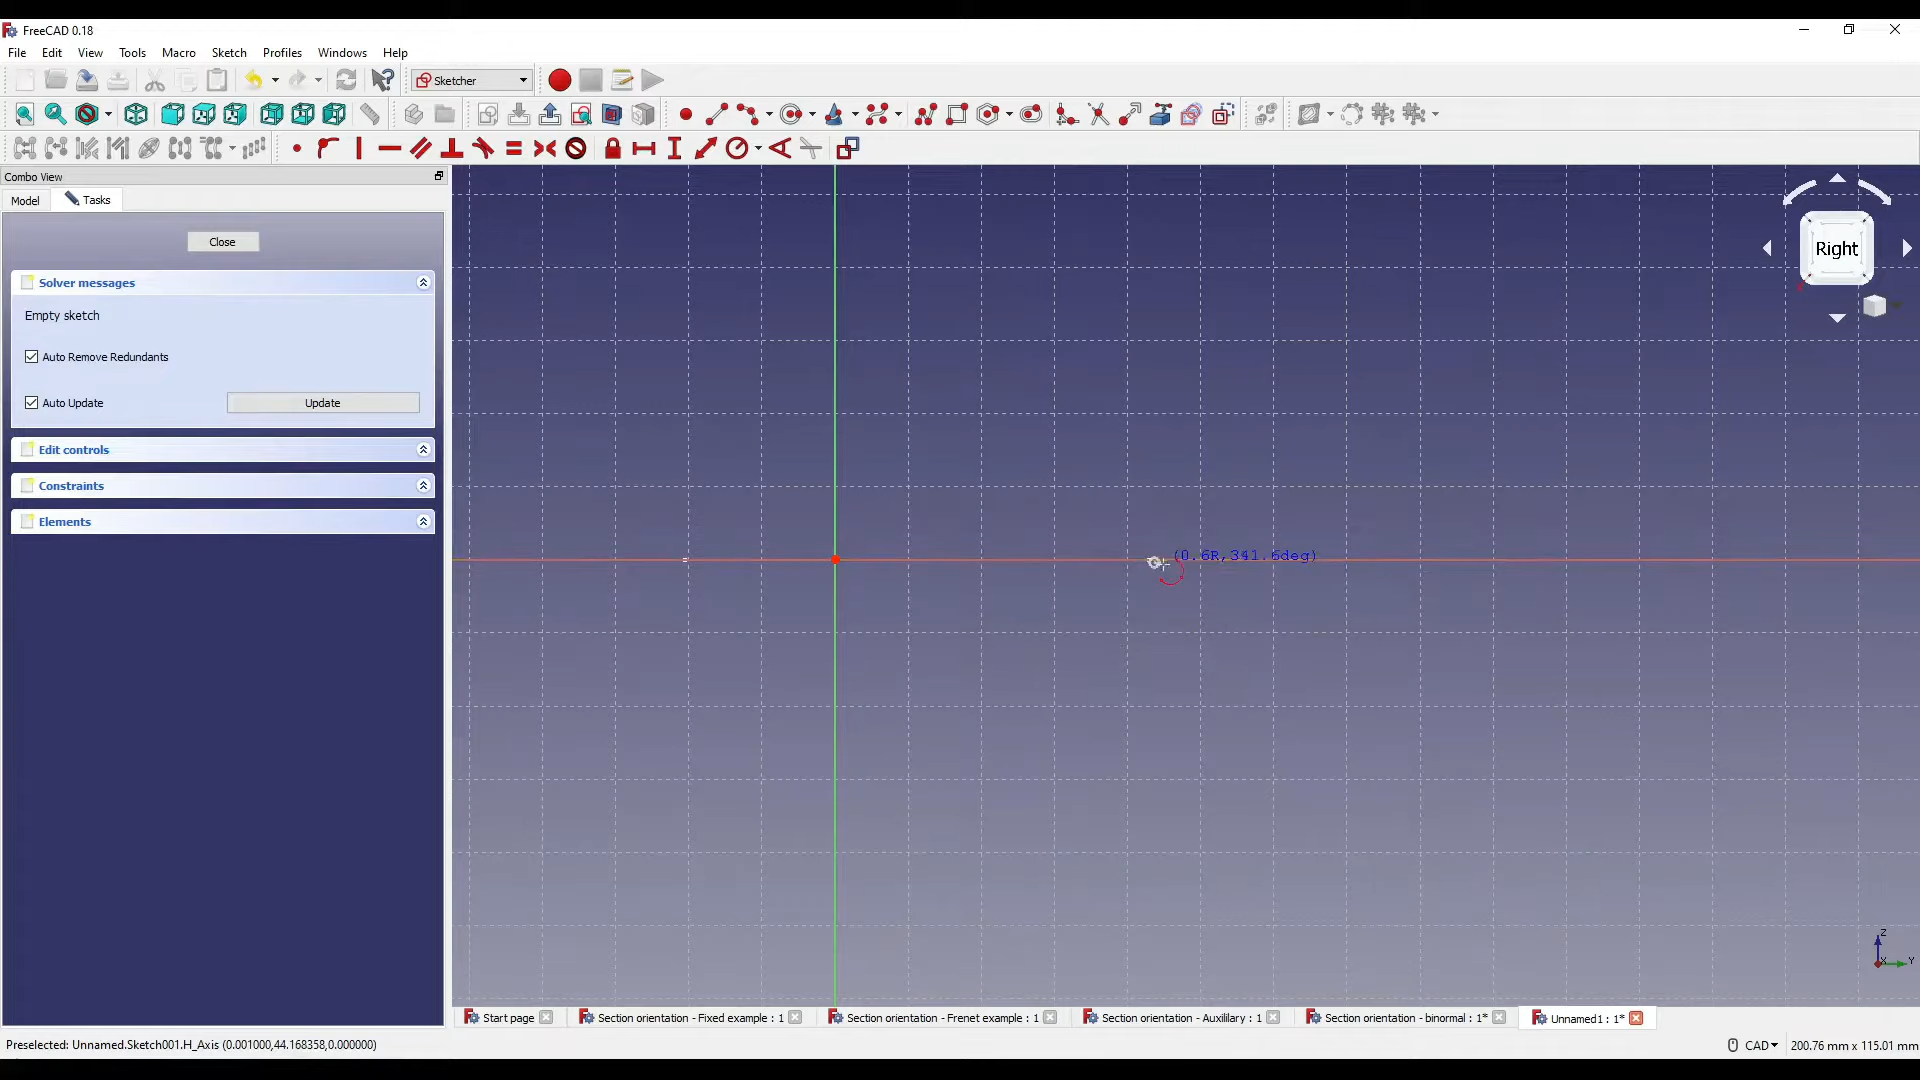 FreeCAD 0.18
File Edit View Tools Macro Sketch Profiles Windows Help
Sketcher
Combo View
Model Tasks
Close
Solver messages
Empty sketch
Auto Remove Redundants
Auto Update Update
Edit controls
Constraints
Elements
(0.6R,341.6deg)
Right
Z
X Y
Start page Section orientation - Fixed example : 1 Section orientation - Frenet example : 1 Section orientation - Auxililary : 1 Section orientation - binormal : 1* Unnamed1 : 1*
Preselected: Unnamed.Sketch001.H_Axis (0.001000,44.168358,0.000000) CAD 200.76 mm x 115.01 mm